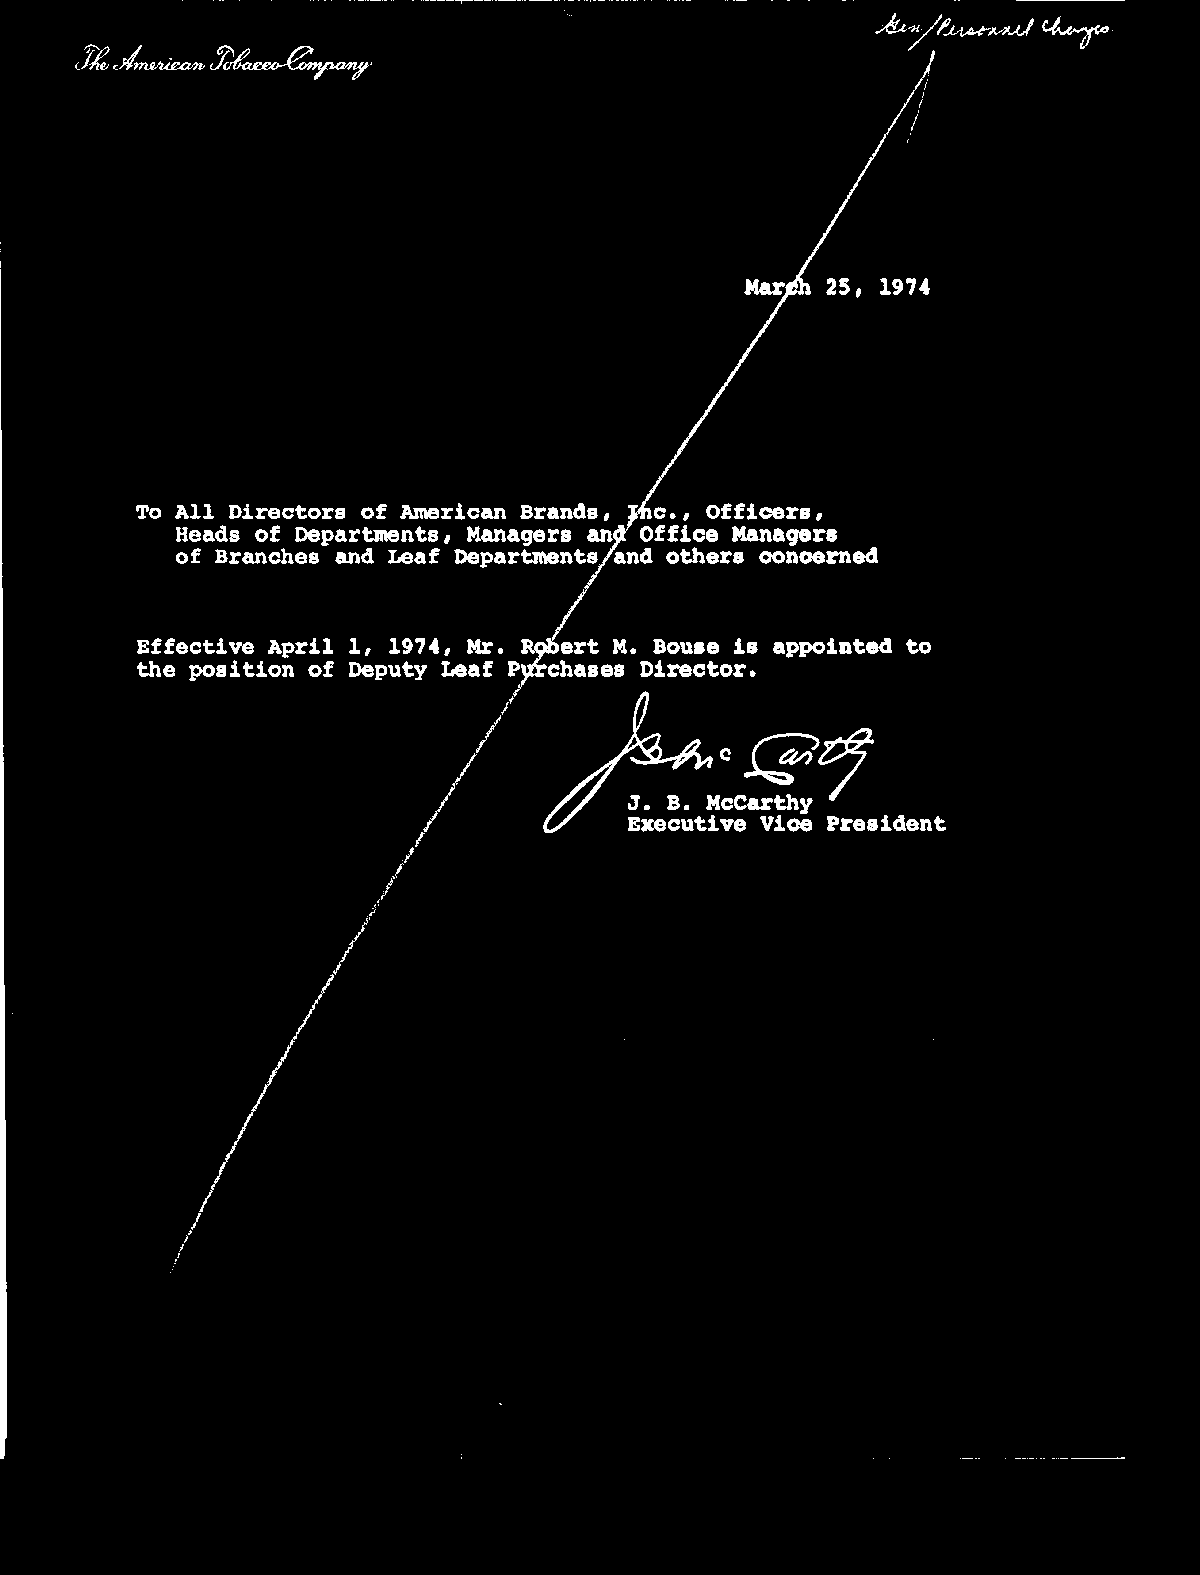 Gen/Personnel Changes
The American Tobacco Company
March 25, 1974
To All Directors of American Brands, Inc., Officers,
Heads of Departments, Managers and Office Managers
of Branches and Leaf Departments and others concerned
Effective April 1, 1974, Mr. Robert M. Bouse is appointed to
the position of Deputy Leaf Purchases Director.
J B McCarthy
J. B. McCarthy
Executive Vice President